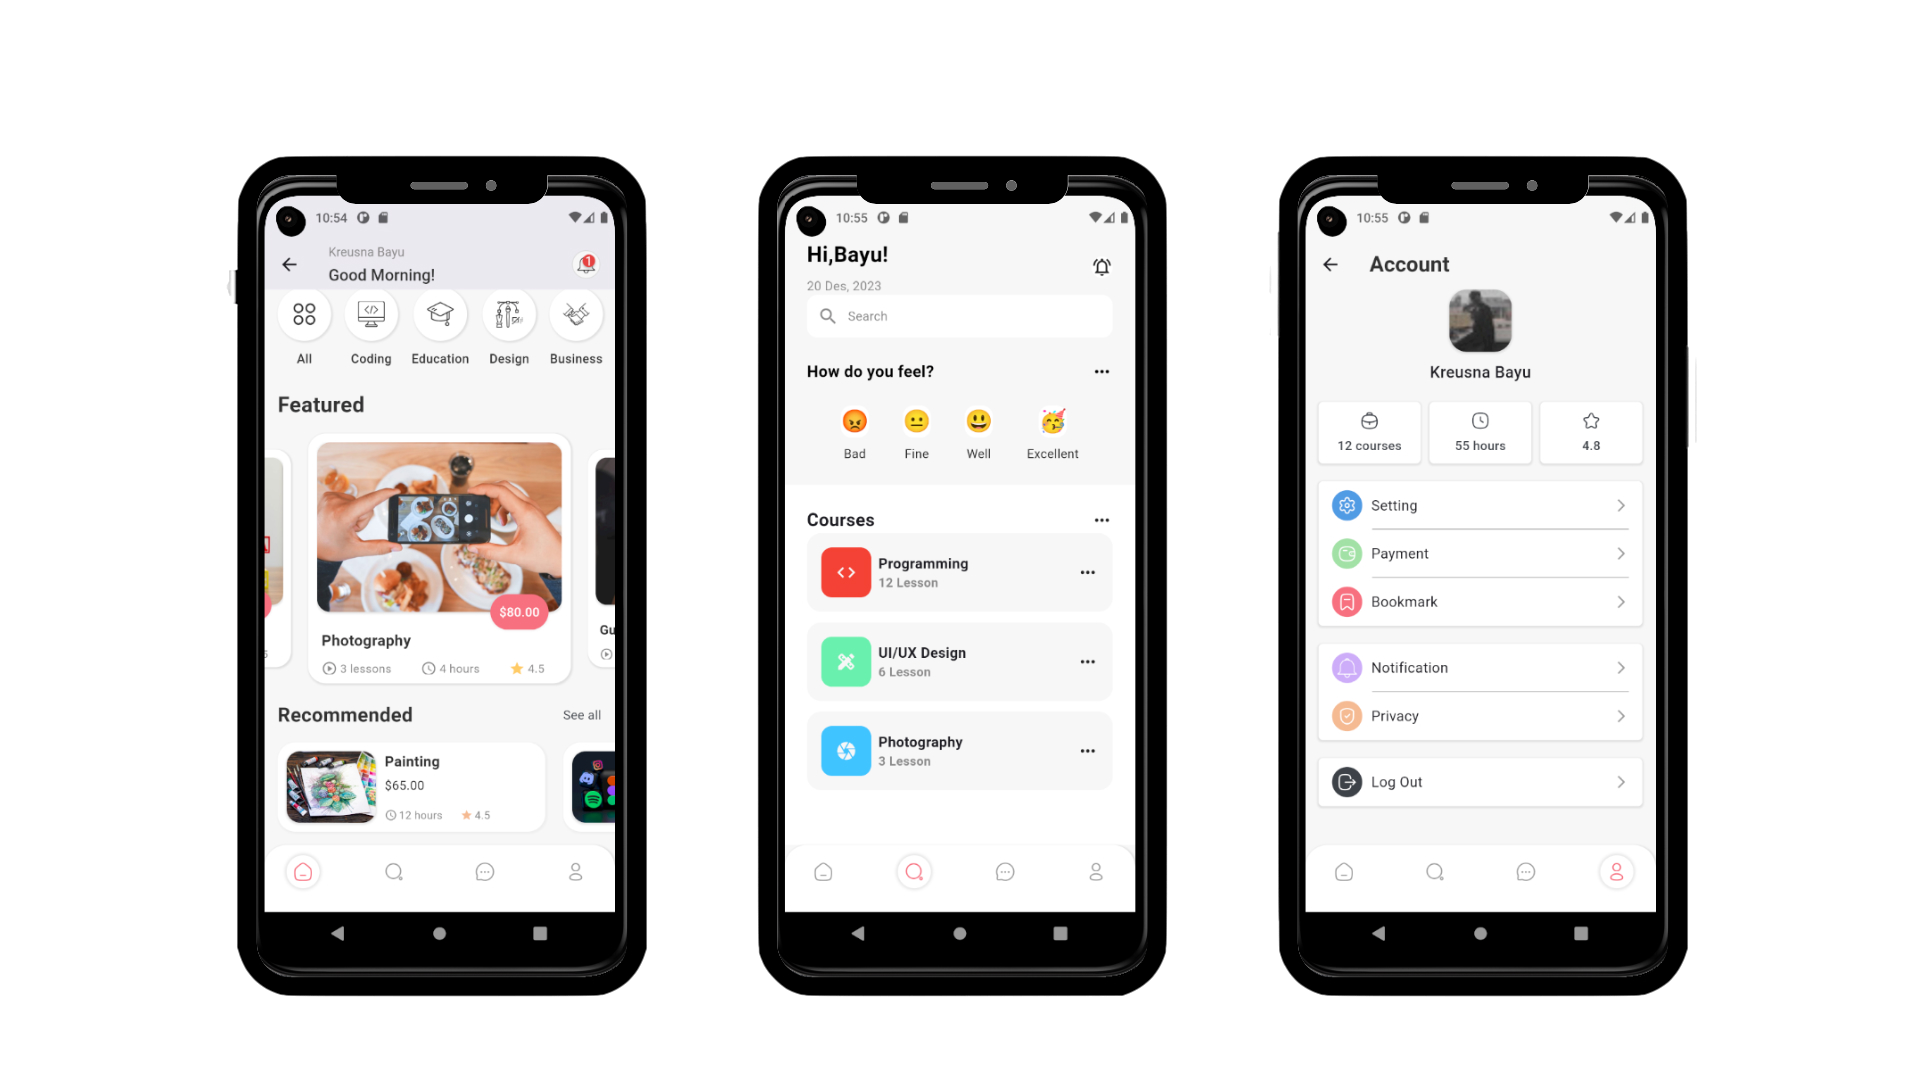 10:54
Kreusna Bayu
Good Morning!
1
All
Coding
Education
Design
Business
Featured
$80.00
Photography
3 lessons
4 hours
4.5
Gu
5
Recommended
See all
Painting
$65.00
12 hours
4.5
10:55
Hi,Bayu!
20 Des, 2023
Search
How do you feel?
Bad
Fine
Well
Excellent
Courses
Programming
12 Lesson
UI/UX Design
6 Lesson
Photography
3 Lesson
10:55
Account
Kreusna Bayu
12 courses
55 hours
4.8
Setting
Payment
Bookmark
Notification
Privacy
Log Out